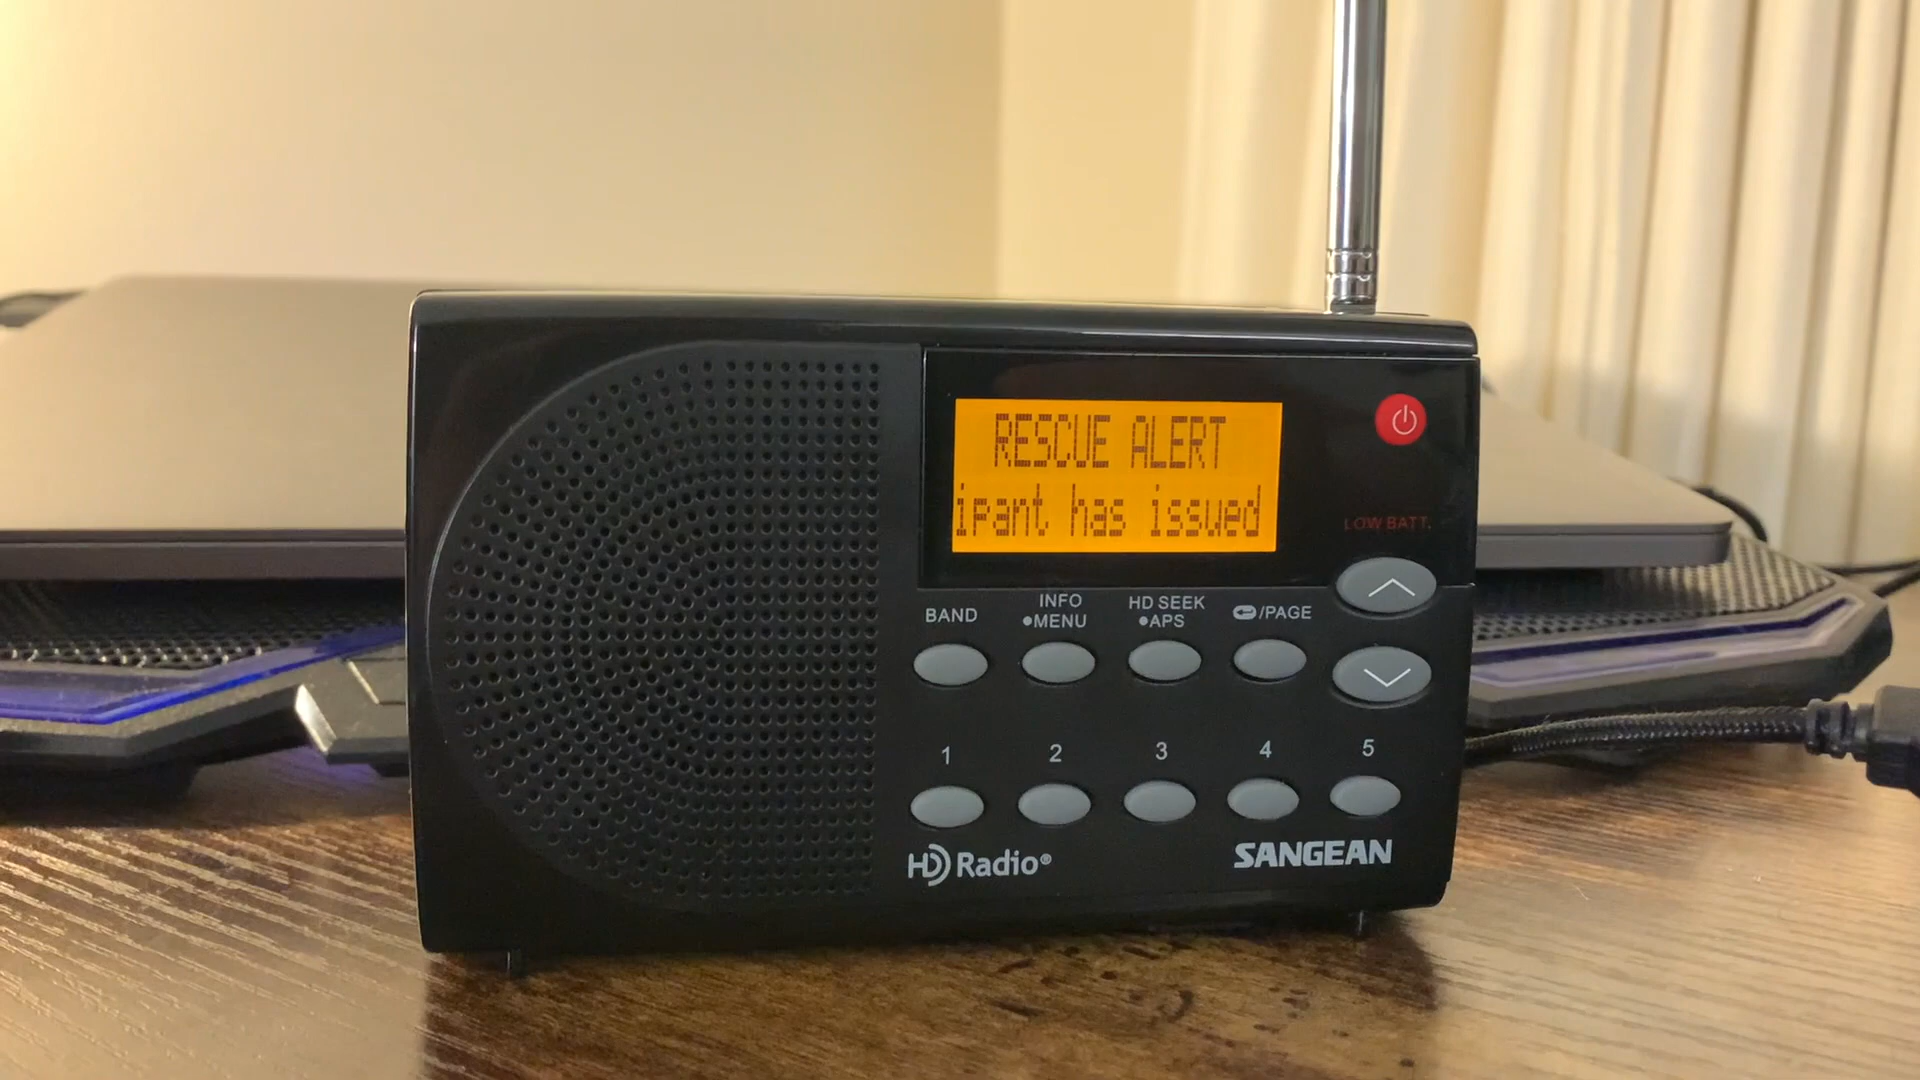 RESCUE ALERT
ipant has issued
LOW BATT.
BAND
INFO
●MENU
HD SEEK
●APS
/PAGE
1
2
3
4
5
HD Radio®
SANGEAN